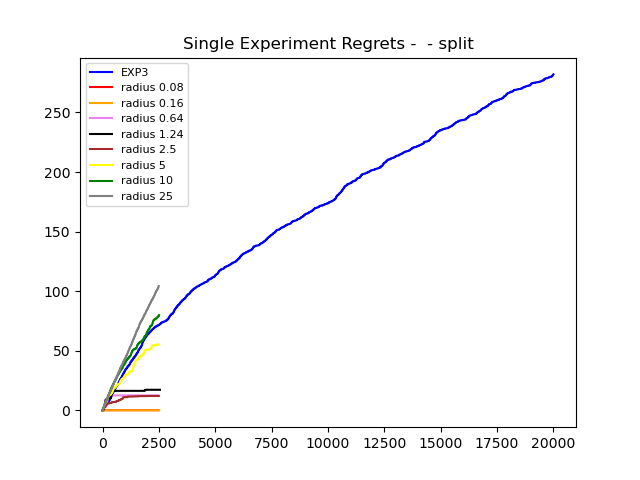 Single Experiment Regrets -  - split
EXP3
radius 0.08
radius 0.16
radius 0.64
radius 1.24
radius 2.5
radius 5
radius 10
radius 25
250
200
150
100
50
0
0 2500 5000 7500 10000 12500 15000 17500 20000